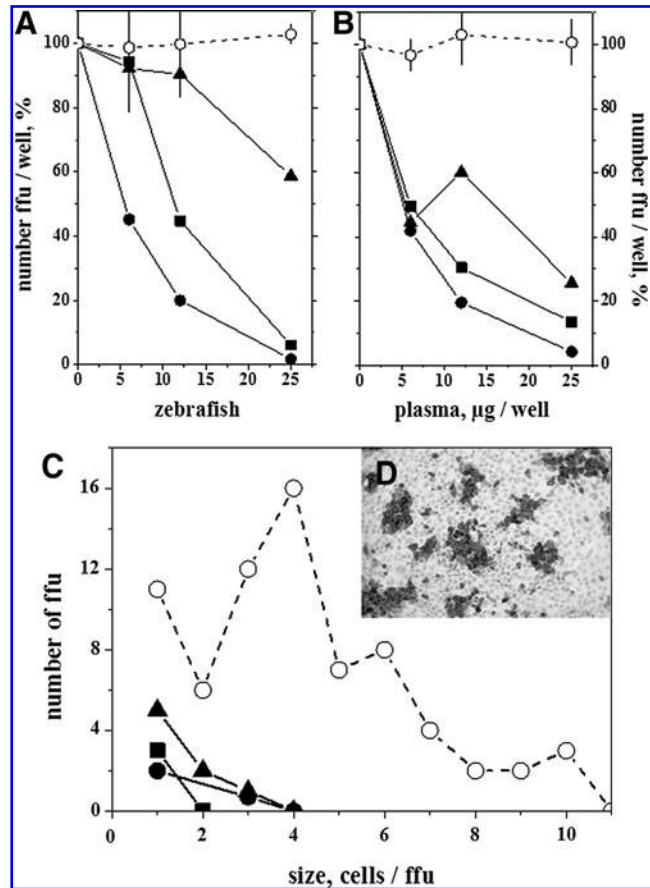 A
B
number ffu / well, %
100
80
60
40
20
0
0 5 10 15 20 25
zebrafish
0 5 10 15 20 25
plasma, µg / well
100
80
60
40
20
0
number ffu / well, %
C
D
number of ffu
16
12
8
4
0
0 2 4 6 8 10
size, cells / ffu